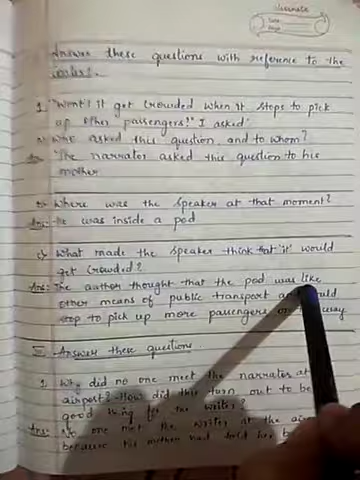 Answer these questions with reference to the
context.
1. "Won't it get crowded when it stops to pick
up other passengers?" I asked
a) Who asked this question and to whom?
Ans: The narrator asked this question to his
mother
b) Where was the speaker at that moment?
Ans: He was inside a pod
c) What made the speaker think that 'it' would
get crowded?
Ans: The author thought that the pod was like
other means of public transport and would
stop to pick up more passengers on way
II. Answer these questions
1. Why did no one meet the narrator at
airport? How did this turn out to be
good thing for the writer?
Ans: No one met the writer at the
because his mother had told